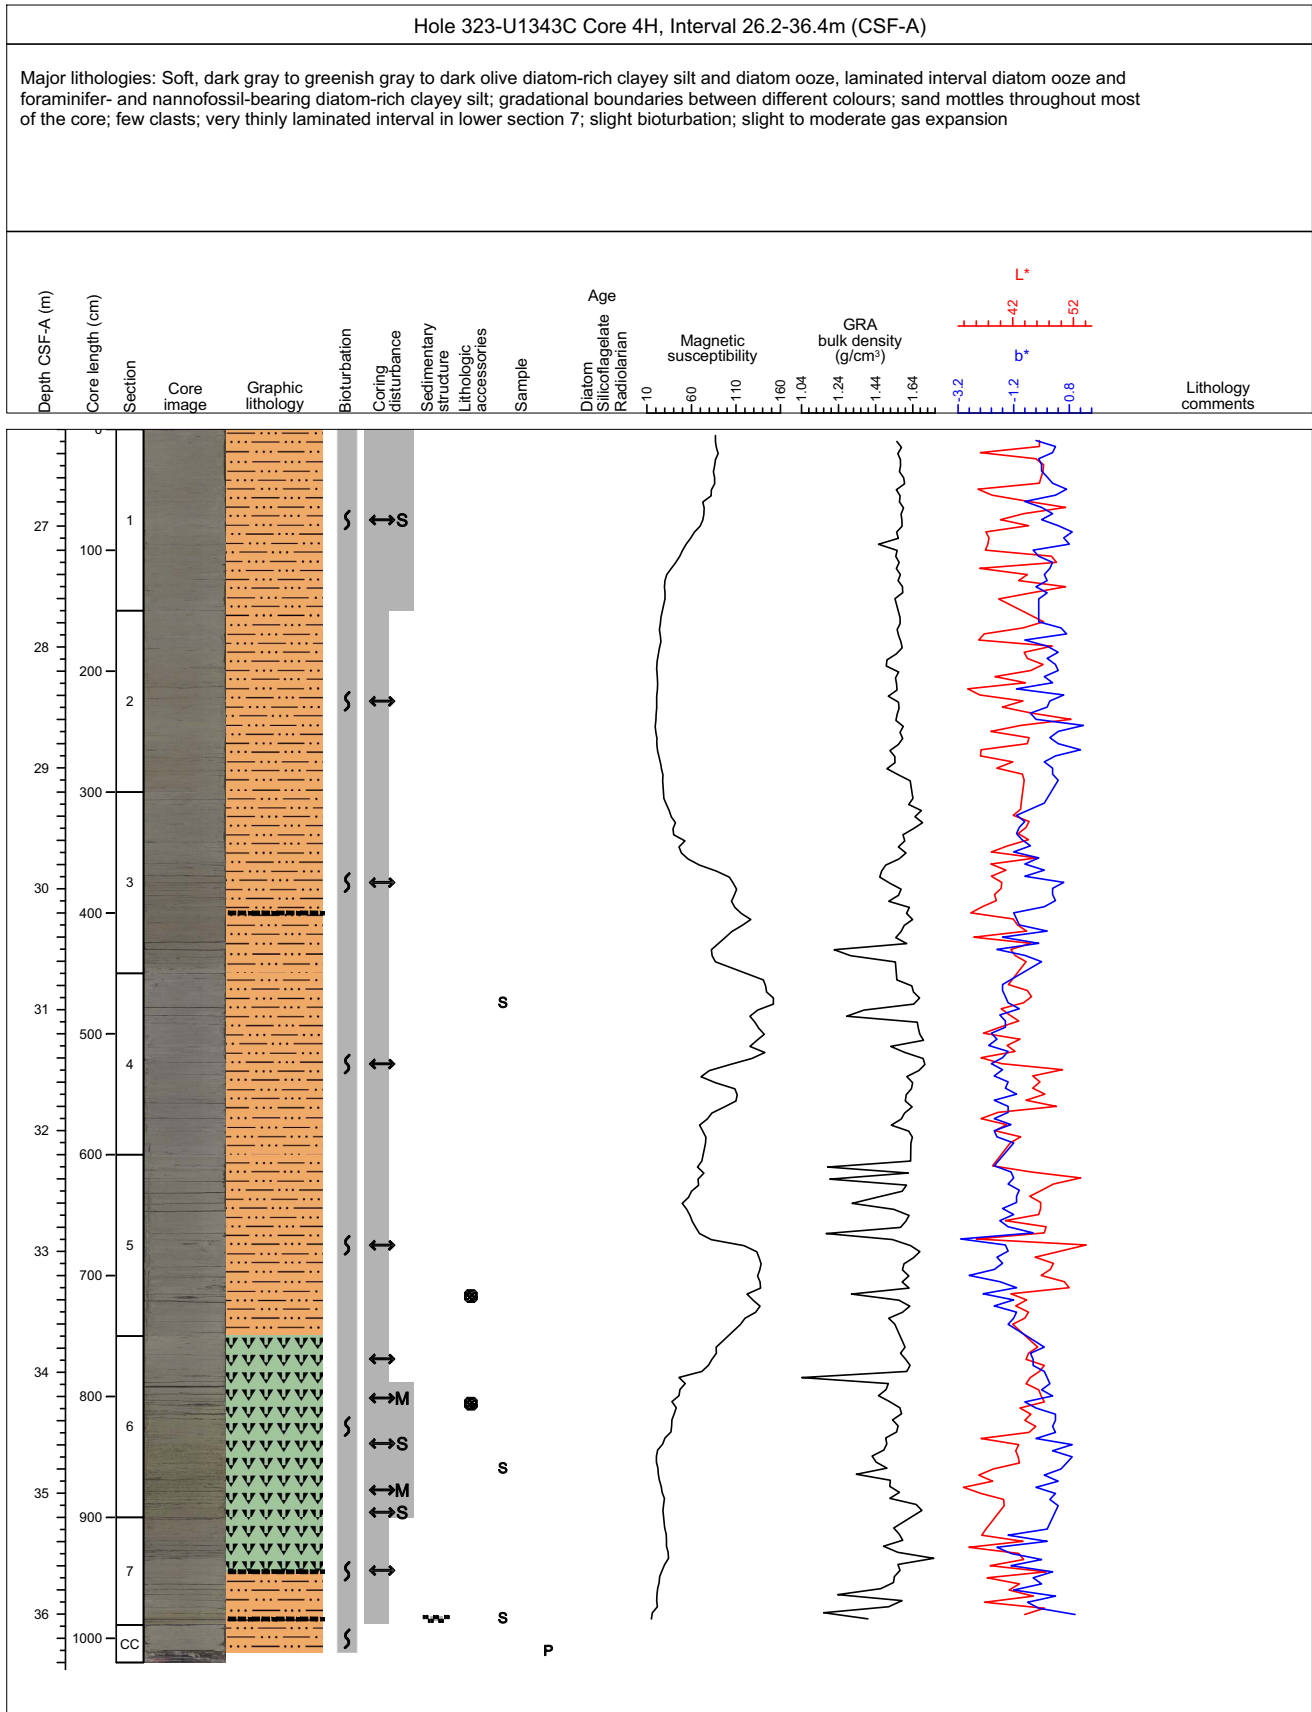 Hole 323-U1343C Core 4H, Interval 26.2-36.4m (CSF-A)
Major lithologies: Soft, dark gray to greenish gray to dark olive diatom-rich clayey silt and diatom ooze, laminated interval diatom ooze and
foraminifer- and nannofossil-bearing diatom-rich clayey silt; gradational boundaries between different colours; sand mottles throughout most
of the core; few clasts; very thinly laminated interval in lower section 7; slight bioturbation; slight to moderate gas expansion
Depth CSF-A (m)
Core length (cm)
Section
Core
image
Graphic
lithology
Bioturbation
Coring
disturbance
Sedimentary
structure
Lithologic
accessories
Sample
Age
Diatom
Silicoflagelate
Radiolarian
Magnetic
susceptibility
10 60 110 160
GRA
bulk density
(g/cm³)
1.04 1.24 1.44 1.64
L*
42 52
b*
-3.2 -1.2 0.8
Lithology
comments
0
1 S
27
100
28
200
2
29
300
3
30
400
S
31
500
4
32
600
5
33
700
34
800 M
6
S
S
M
35
900 S
7
36 S
1000 CC
P